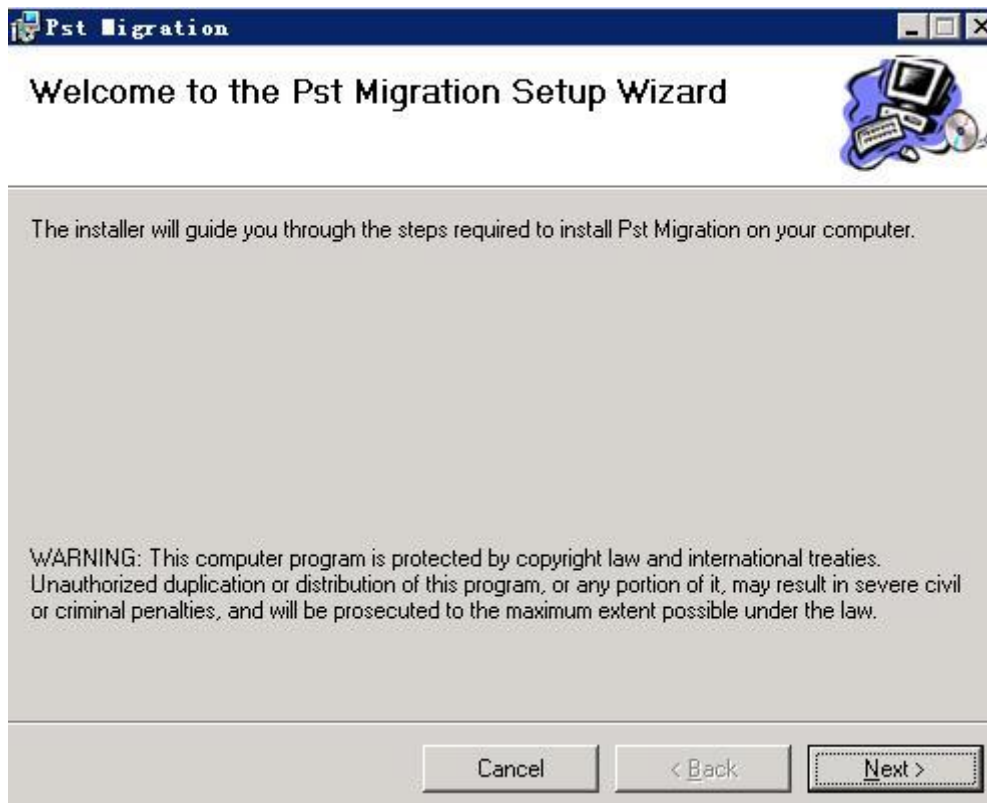 Pst Migration
Welcome to the Pst Migration Setup Wizard
The installer will guide you through the steps required to install Pst Migration on your computer.
WARNING: This computer program is protected by copyright law and international treaties.
Unauthorized duplication or distribution of this program, or any portion of it, may result in severe civil
or criminal penalties, and will be prosecuted to the maximum extent possible under the law.
Cancel
< Back
Next >